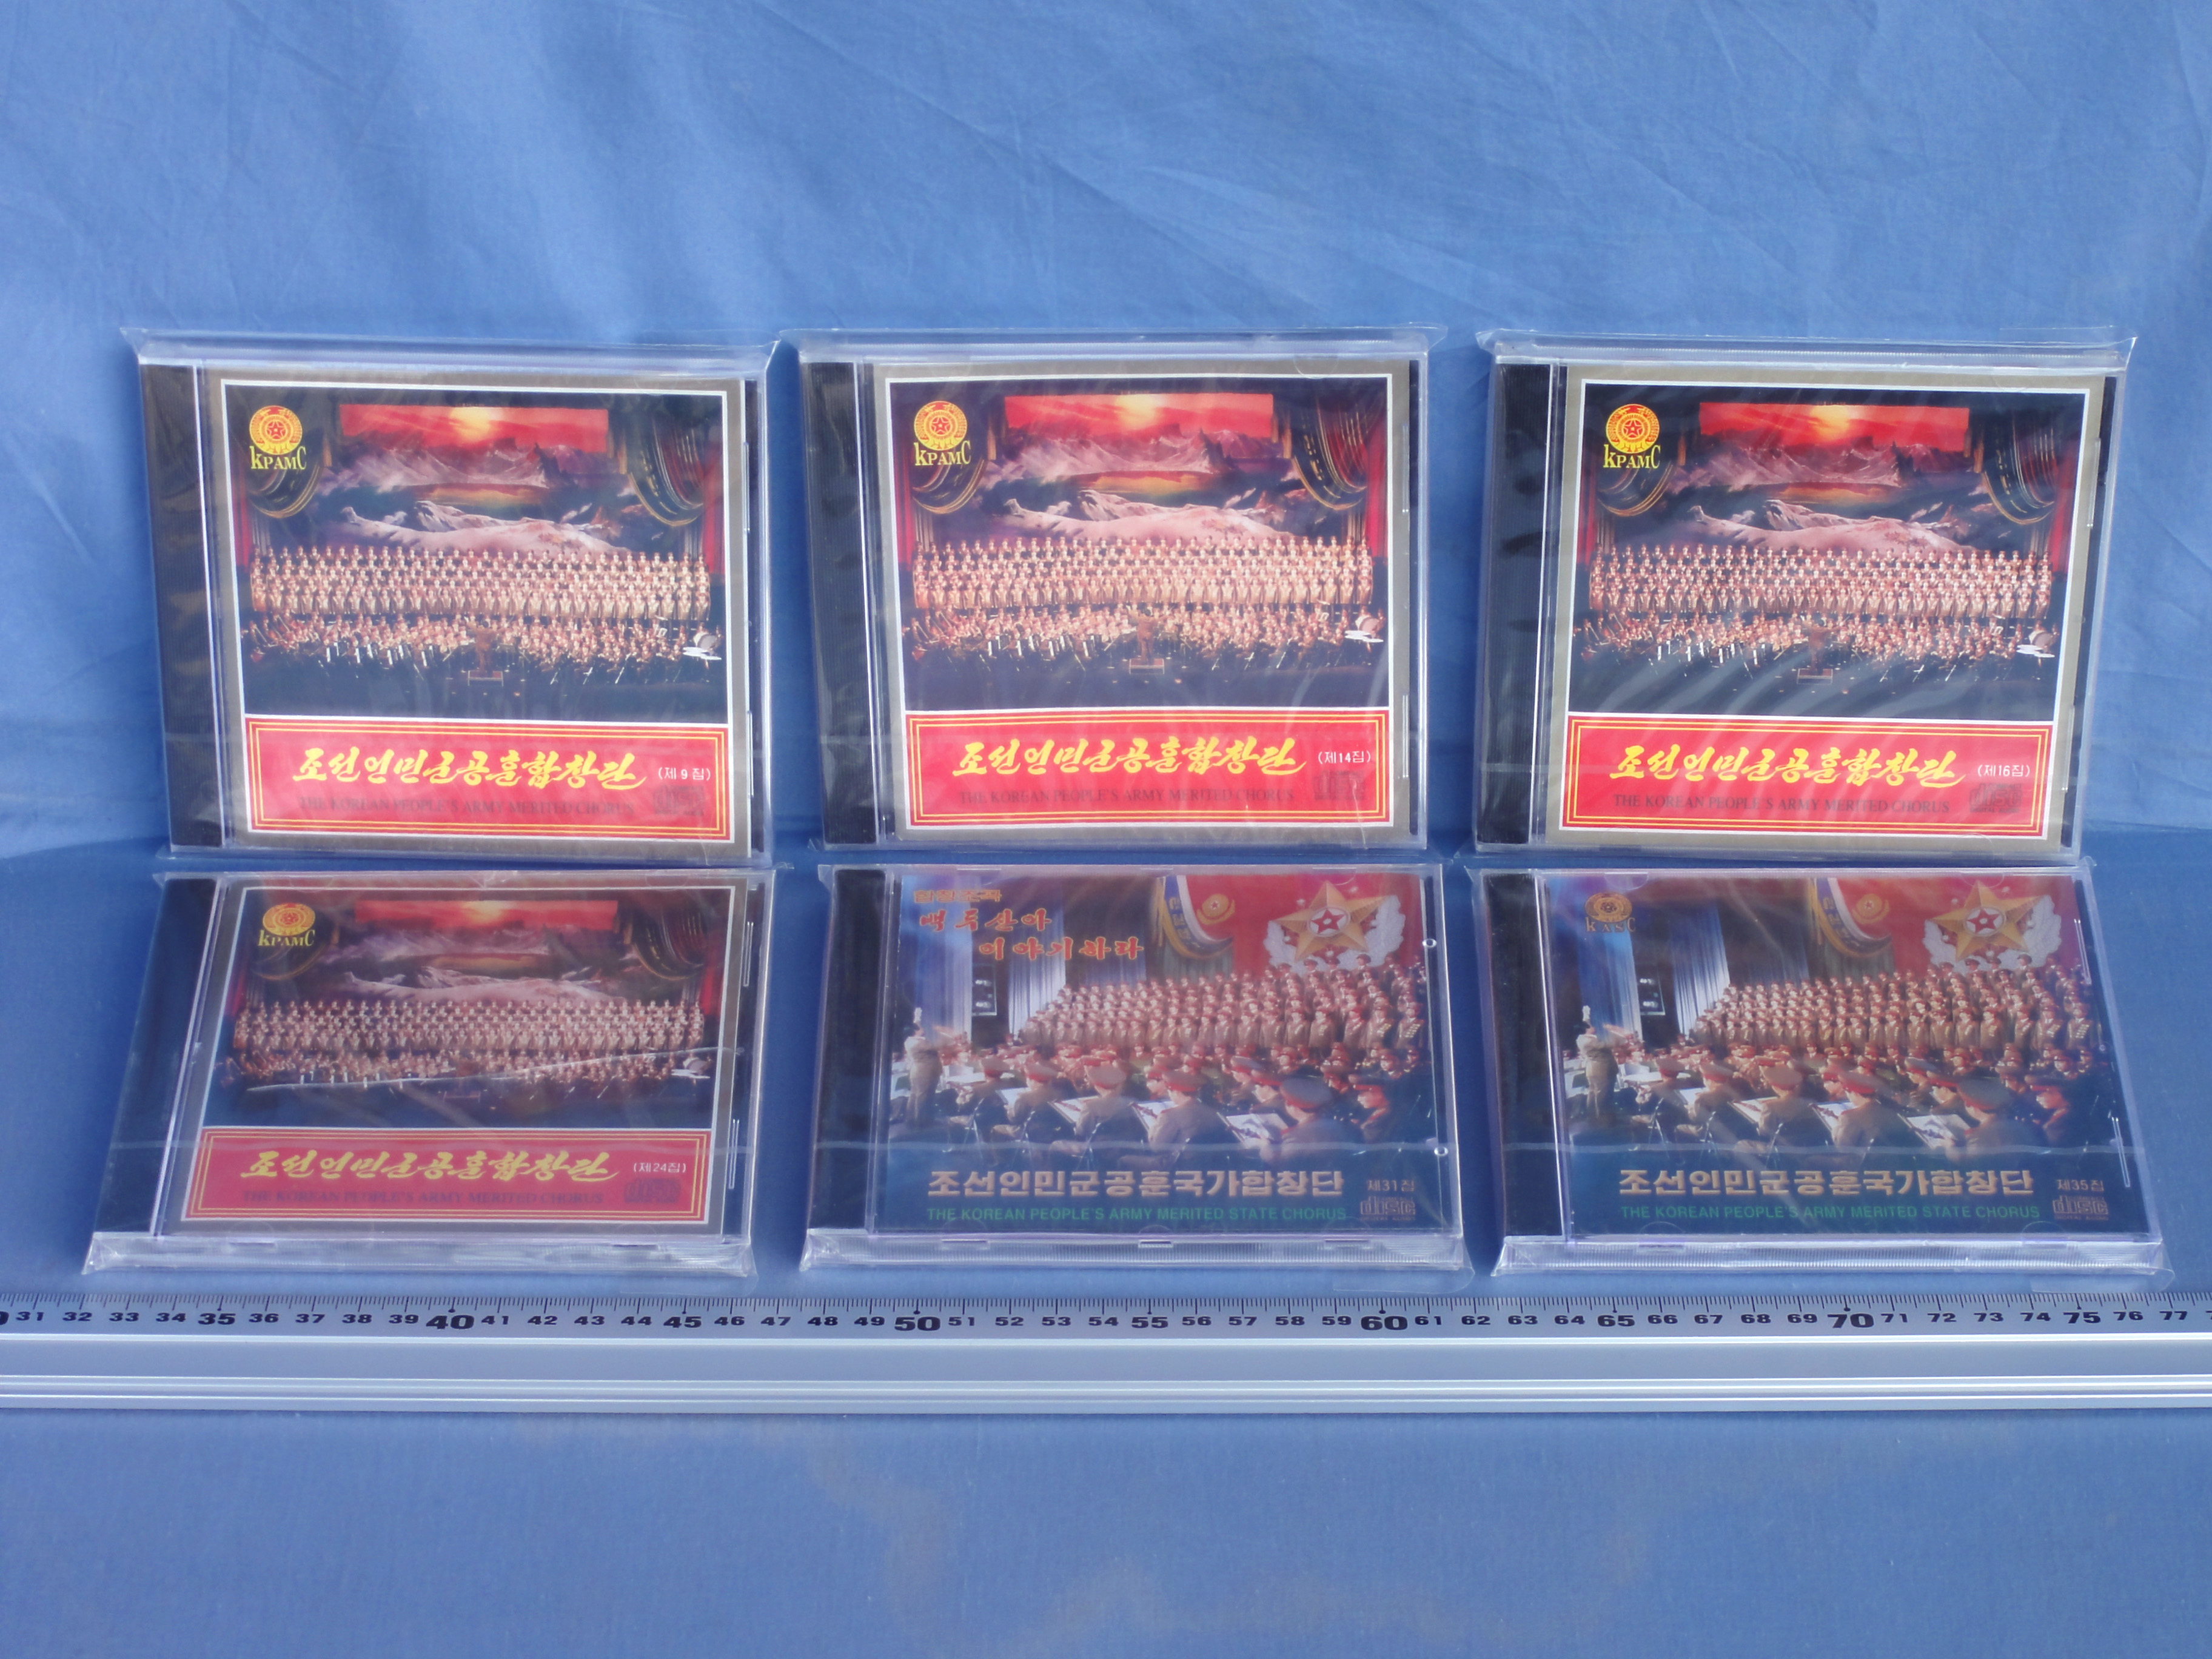 KPAMC
조선인민군공훈합창단 (제9집)
THE KOREAN PEOPLE'S ARMY MERITED CHORUS
KPAMC
조선인민군공훈합창단 (제14집)
THE KOREAN PEOPLE'S ARMY MERITED CHORUS
KPAMC
조선인민군공훈합창단 (제16집)
THE KOREAN PEOPLE'S ARMY MERITED CHORUS
KPAMC
조선인민군공훈합창단 (제24집)
THE KOREAN PEOPLE'S ARMY MERITED CHORUS
백두산아
이야기하라
조선인민군공훈국가합창단 제31집
THE KOREAN PEOPLE'S ARMY MERITED STATE CHORUS disc
KASC
조선인민군공훈국가합창단 제35집
THE KOREAN PEOPLE'S ARMY MERITED STATE CHORUS disc
31 32 33 34 35 36 37 38 39 40 41 42 43 44 45 46 47 48 49 50 51 52 53 54 55 56 57 58 59 60 61 62 63 64 65 66 67 68 69 70 71 72 73 74 75 76 77